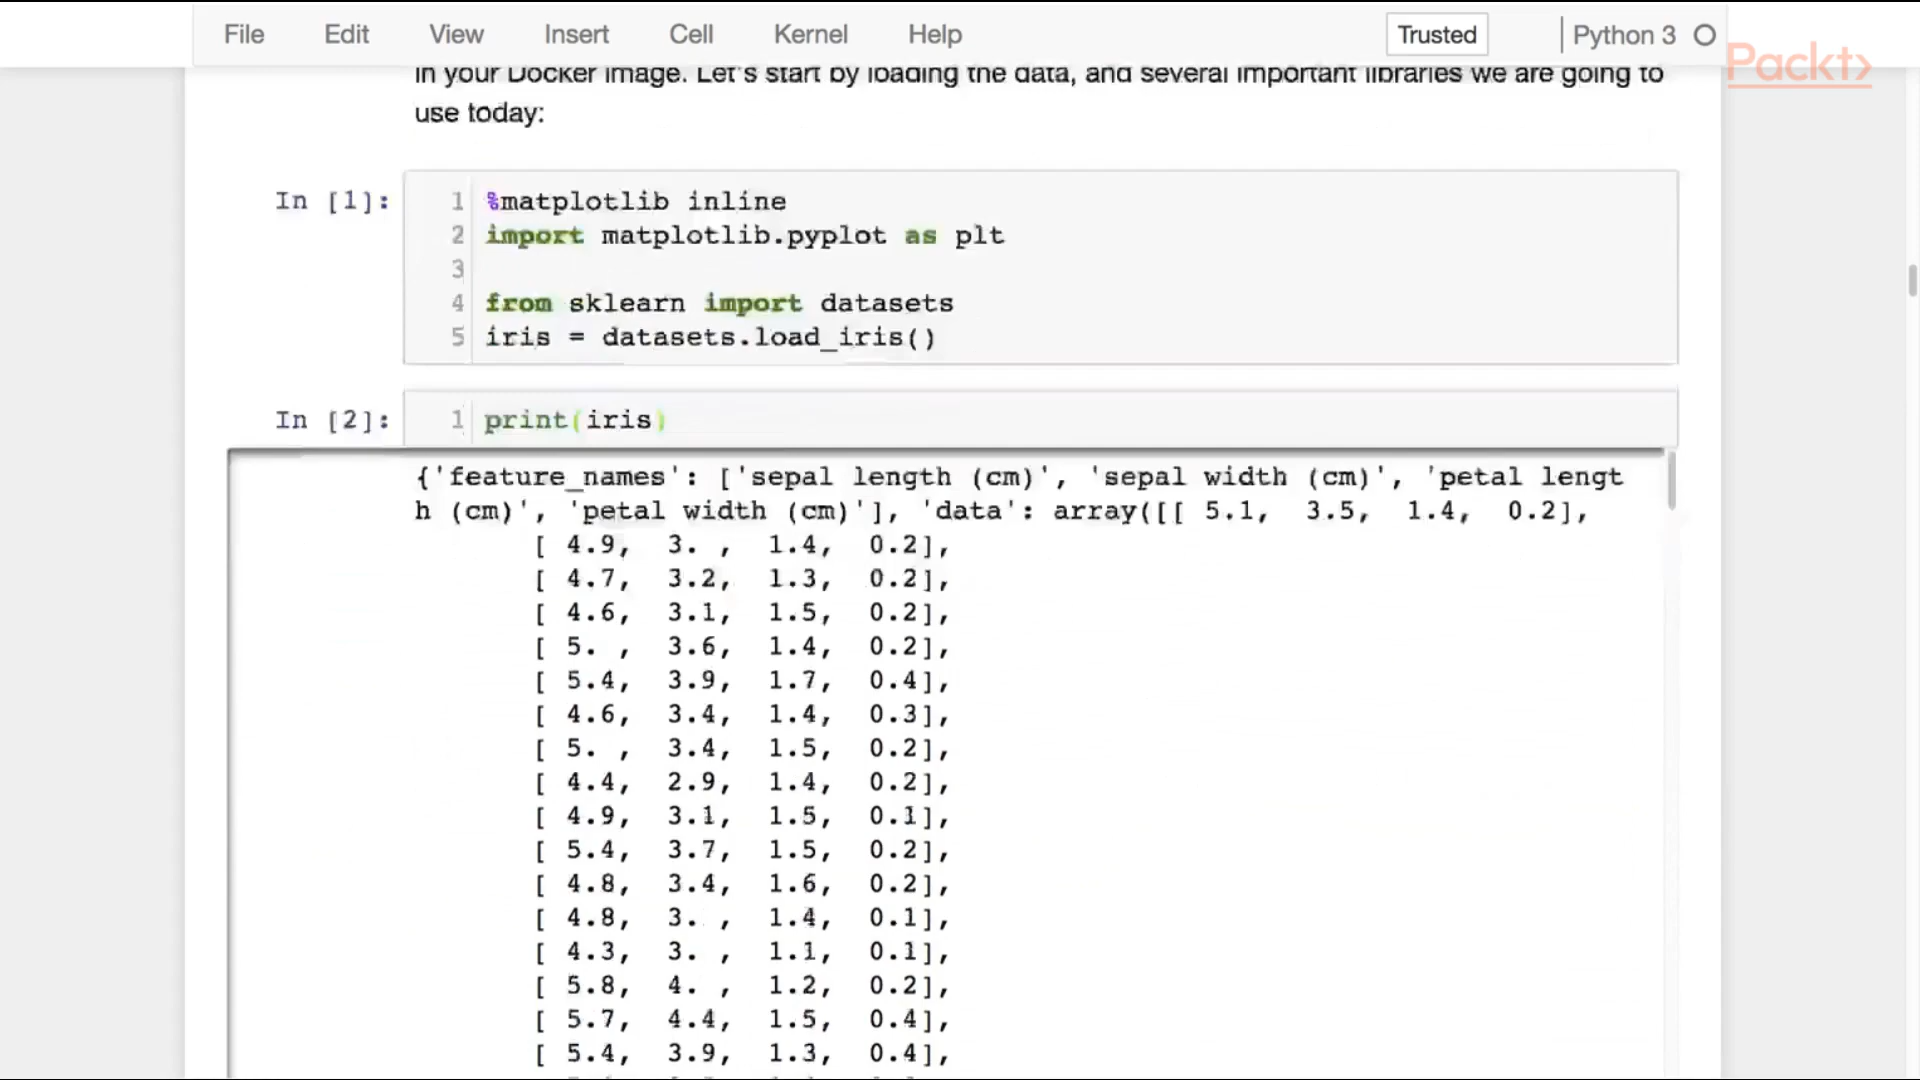 File Edit View Insert Cell Kernel Help Trusted Python 3
Packt>
in your Docker image. Let's start by loading the data, and several important libraries we are going to
use today:
In [1]:
1 %matplotlib inline
2 import matplotlib.pyplot as plt
3
4 from sklearn import datasets
5 iris = datasets.load_iris()
In [2]: 1 print(iris)
{'feature_names': ['sepal length (cm)', 'sepal width (cm)', 'petal lengt
h (cm)', 'petal width (cm)'], 'data': array([[ 5.1, 3.5, 1.4, 0.2],
[ 4.9, 3. , 1.4, 0.2],
[ 4.7, 3.2, 1.3, 0.2],
[ 4.6, 3.1, 1.5, 0.2],
[ 5. , 3.6, 1.4, 0.2],
[ 5.4, 3.9, 1.7, 0.4],
[ 4.6, 3.4, 1.4, 0.3],
[ 5. , 3.4, 1.5, 0.2],
[ 4.4, 2.9, 1.4, 0.2],
[ 4.9, 3.1, 1.5, 0.1],
[ 5.4, 3.7, 1.5, 0.2],
[ 4.8, 3.4, 1.6, 0.2],
[ 4.8, 3. , 1.4, 0.1],
[ 4.3, 3. , 1.1, 0.1],
[ 5.8, 4. , 1.2, 0.2],
[ 5.7, 4.4, 1.5, 0.4],
[ 5.4, 3.9, 1.3, 0.4],